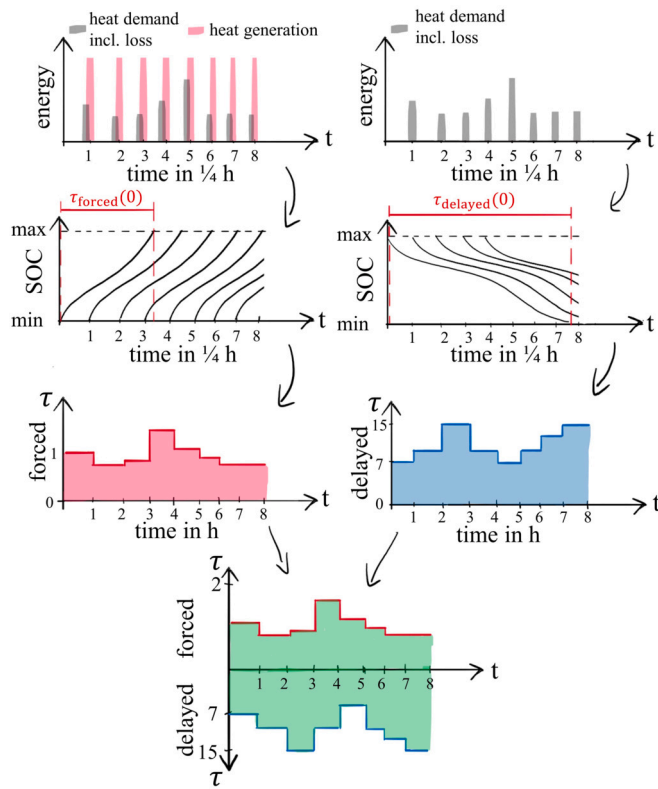 heat demand
incl. loss
heat generation
energy
t
1 2 3 4 5 6 7 8
time in ¼ h
heat demand
incl. loss
energy
t
1 2 3 4 5 6 7 8
time in ¼ h
τforced(0)
max
SOC
min
t
1 2 3 4 5 6 7 8
time in ¼ h
τdelayed(0)
max
SOC
min
t
1 2 3 4 5 6 7 8
time in ¼ h
τ
forced
1
0
t
1 2 3 4 5 6 7 8
time in h
τ
delayed
15
7
0
t
1 2 3 4 5 6 7 8
time in h
τ
2
forced
t
1 2 3 4 5 6 7 8
delayed
7
15
τ